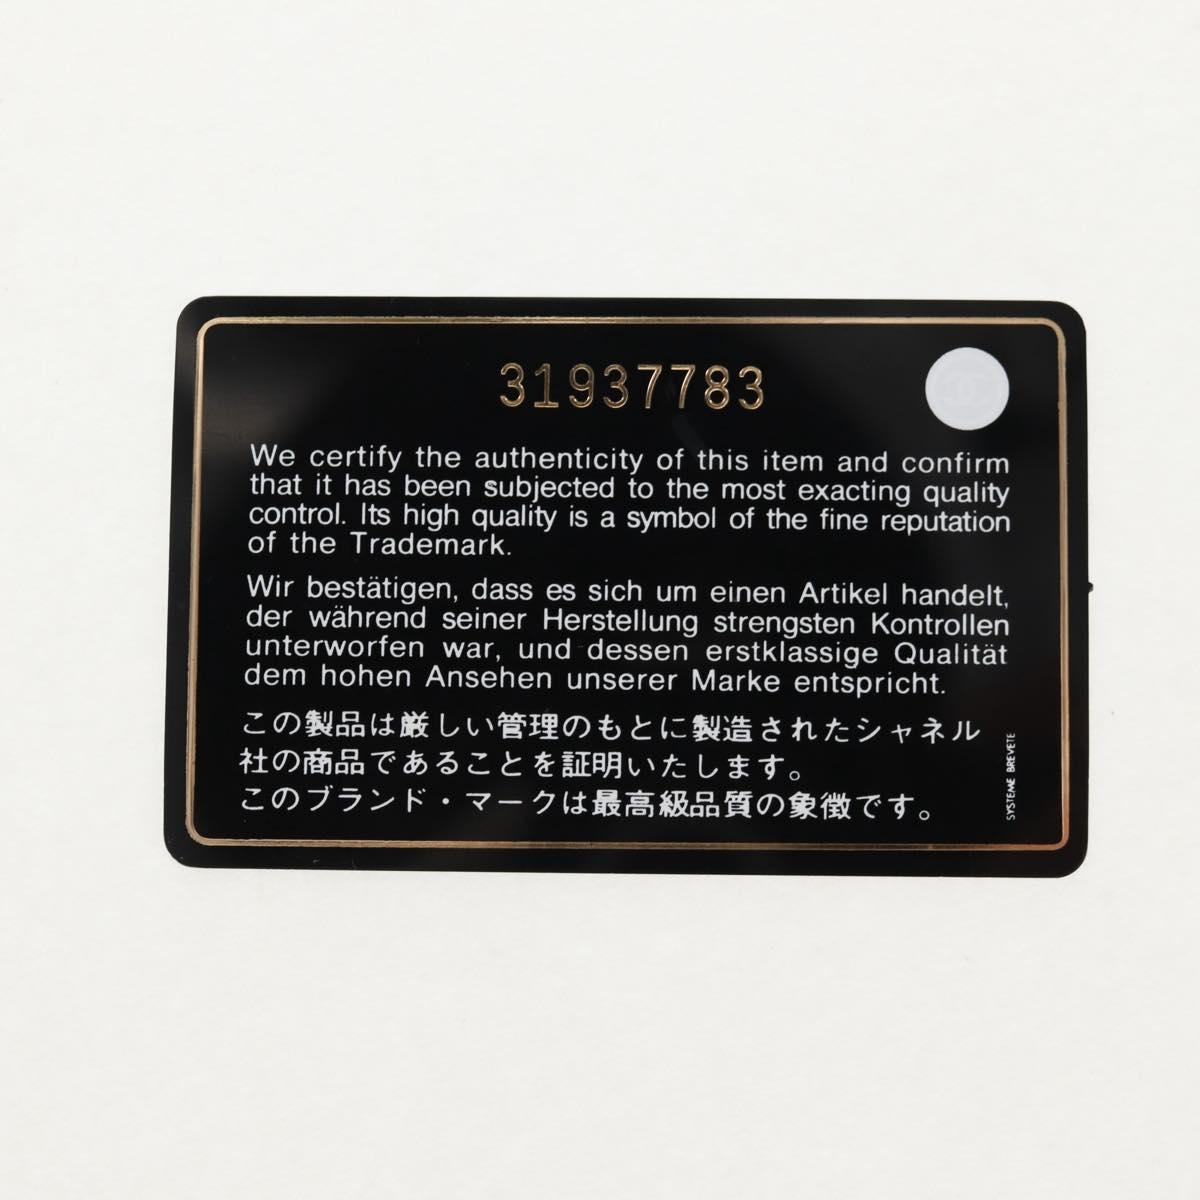 31937783
We certify the authenticity of this item and confirm
that it has been subjected to the most exacting quality
control. Its high quality is a symbol of the fine reputation
of the Trademark.
Wir bestätigen, dass es sich um einen Artikel handelt,
der während seiner Herstellung strengsten Kontrollen
unterworfen war, und dessen erstklassige Qualität
dem hohen Ansehen unserer Marke entspricht.
この製品は厳しい管理のもとに製造されたシャネル
社の商品であることを証明いたします。
このブランド・マークは最高級品質の象徴です。
SYSTEME BREVETE